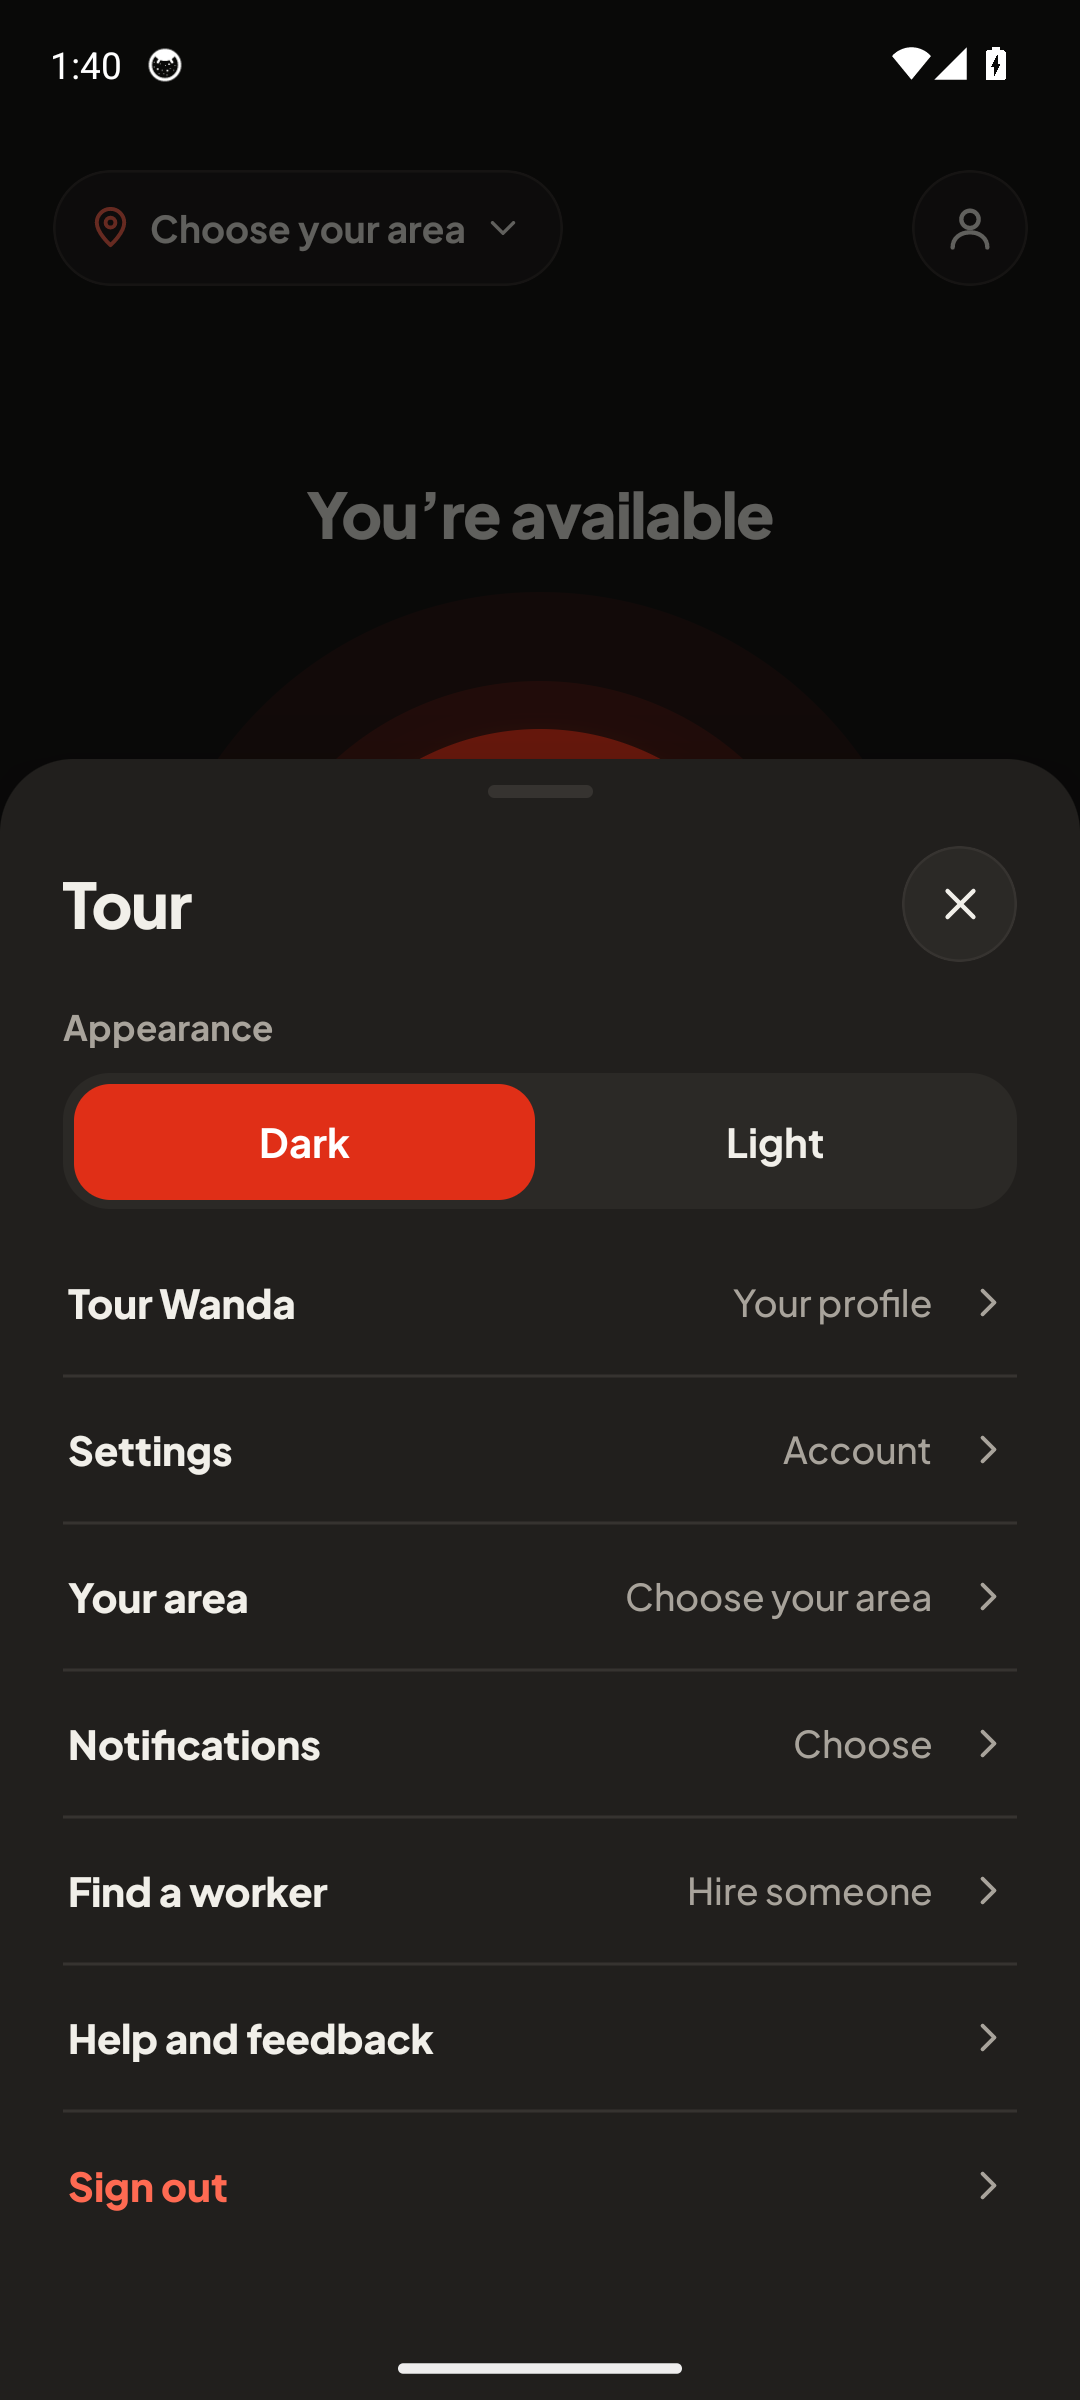 1:40
Choose your area
You’re available
Tour
Appearance
Dark Light
Tour Wanda Your profile
Settings Account
Your area Choose your area
Notifications Choose
Find a worker Hire someone
Help and feedback
Sign out